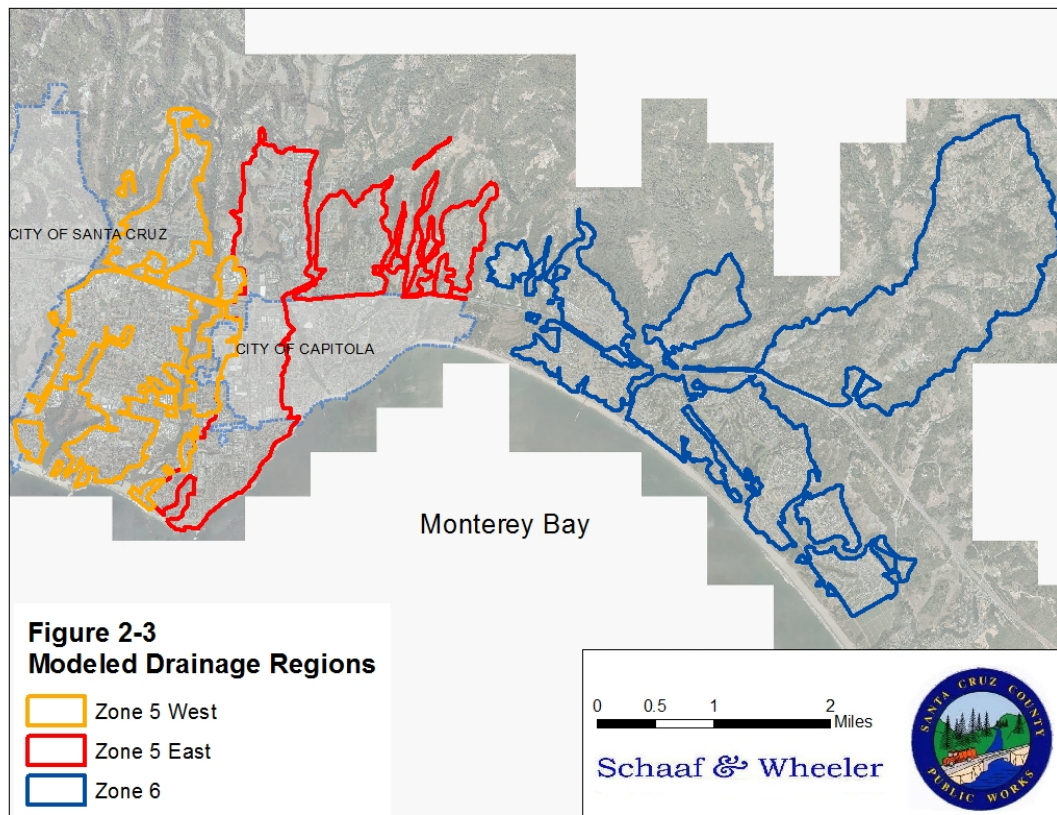 CITY OF SANTA CRUZ
CITY OF CAPITOLA
Monterey Bay
Figure 2-3
Modeled Drainage Regions
Zone 5 West
Zone 5 East
Zone 6
0 0.5 1 2
Miles
Schaaf & Wheeler
SANTA CRUZ COUNTY
PUBLIC WORKS